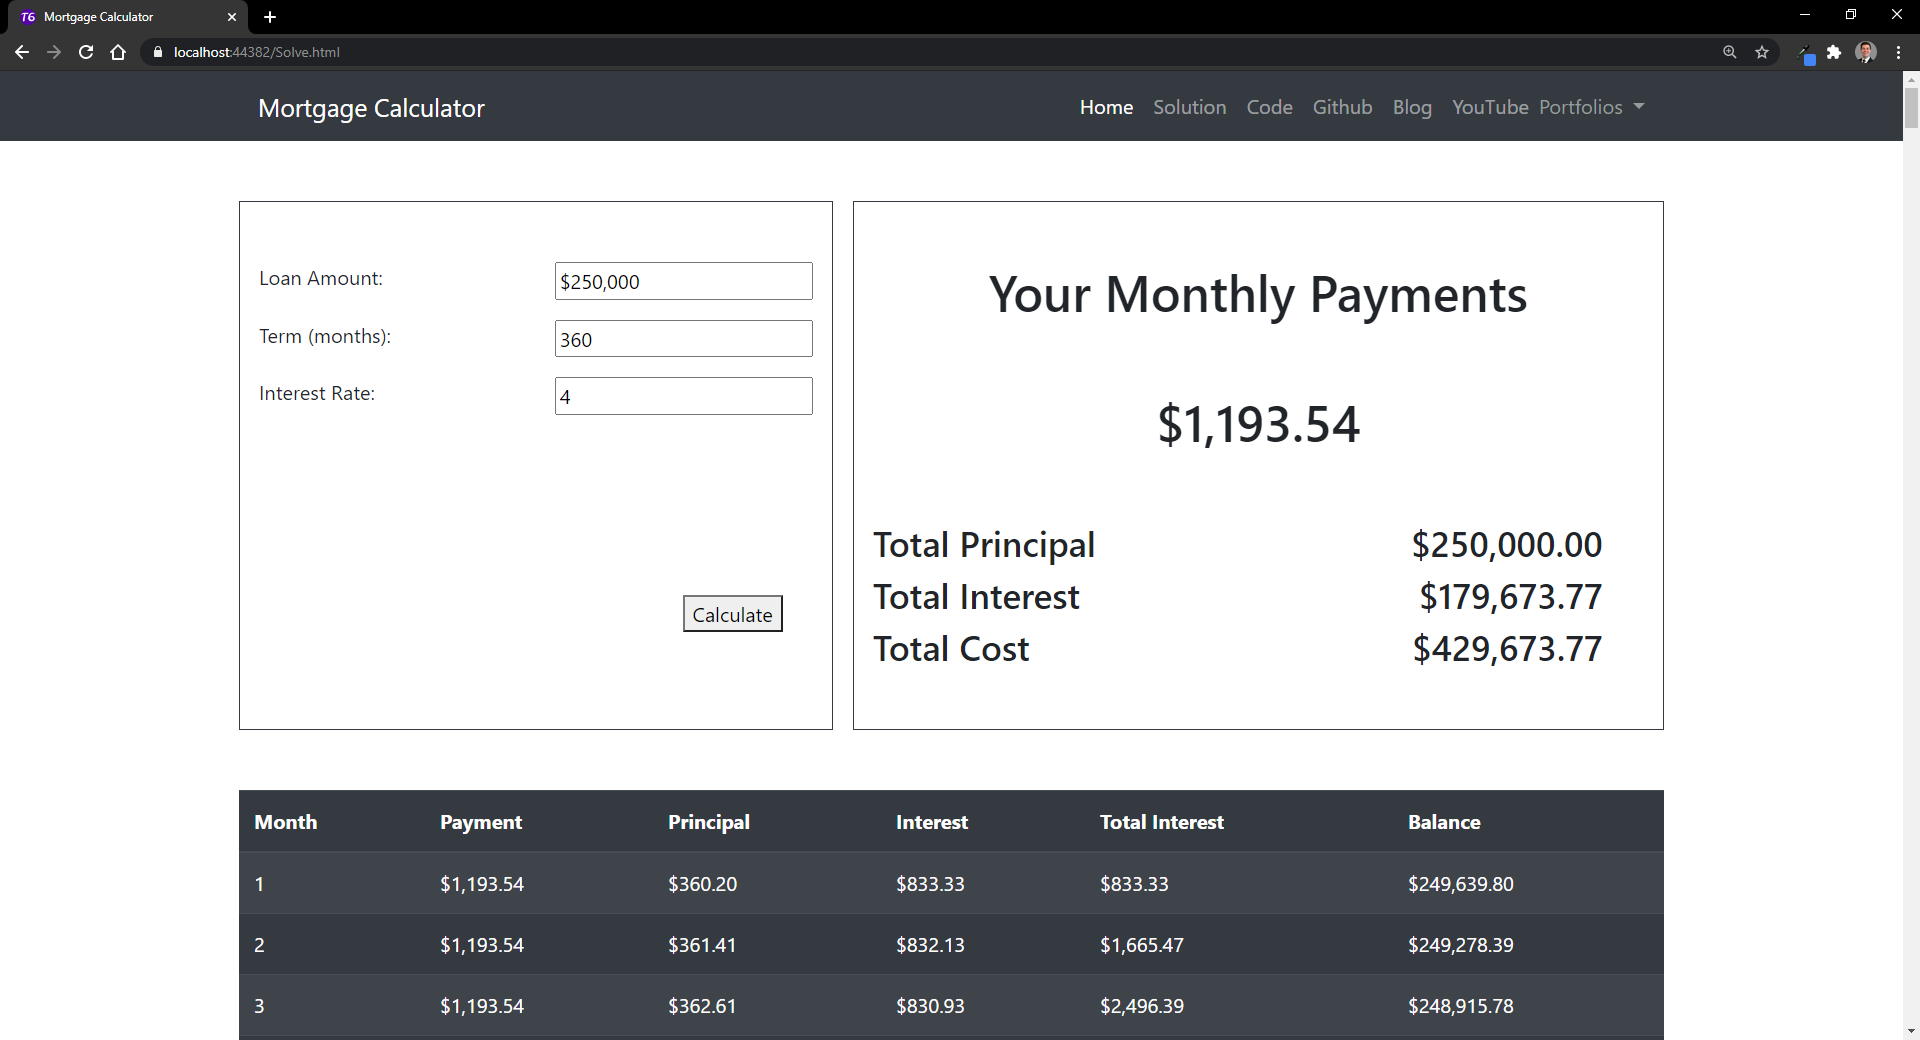 T6 Mortgage Calculator
localhost:44382/Solve.html
Mortgage Calculator Home Solution Code Github Blog YouTube Portfolios
Loan Amount: $250,000
Term (months): 360
Interest Rate: 4
Calculate
Your Monthly Payments
$1,193.54
Total Principal $250,000.00
Total Interest $179,673.77
Total Cost $429,673.77
Month Payment Principal Interest Total Interest Balance
1 $1,193.54 $360.20 $833.33 $833.33 $249,639.80
2 $1,193.54 $361.41 $832.13 $1,665.47 $249,278.39
3 $1,193.54 $362.61 $830.93 $2,496.39 $248,915.78